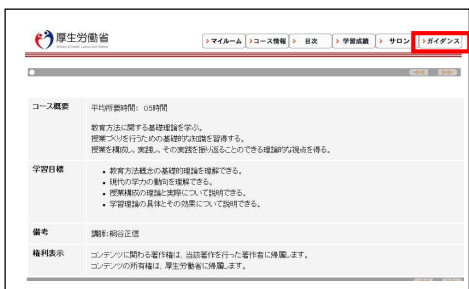 厚生労働省
マイルーム コース情報 目次 学習成績 サロン ガイダンス
コース概要
平均所要時間: 0.5時間
教育方法に関する基礎理論を学ぶ。
授業づくりを行うための基礎的な知識を習得する。
授業を構成し、実践し、その実践を振り返ることのできる理論的な視点を得る。
学習目標
• 教育方法概念の基礎的理論を理解できる。
• 現代の学力の動向を理解できる。
• 授業構成の理論と実際について説明できる。
• 学習理論の具体とその効果について説明できる。
備考
講師:桐谷正信
権利表示
コンテンツに関わる著作権は、当該著作を行った著作者に帰属します。
コンテンツの所有権は、厚生労働省に帰属します。